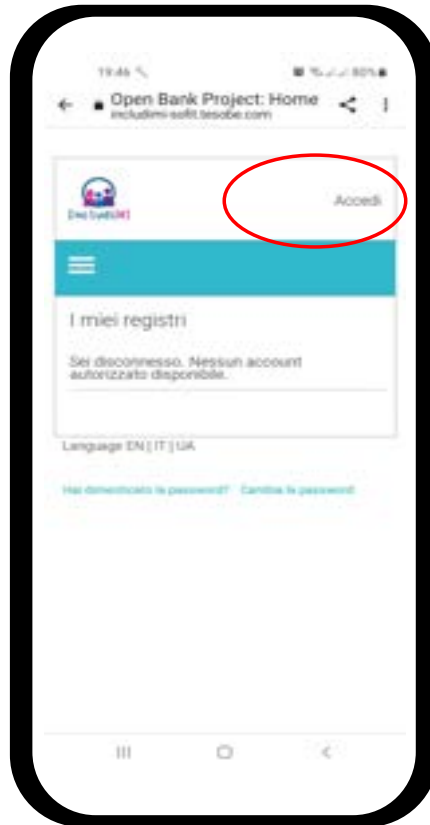 19:46
80%
Open Bank Project: Home
includimi-sofit.tesobe.com
Accedi
I miei registri
Sei disconnesso. Nessun account
autorizzato disponibile.
Language EN | IT | UA
Hai dimenticato la password? Cambia la password